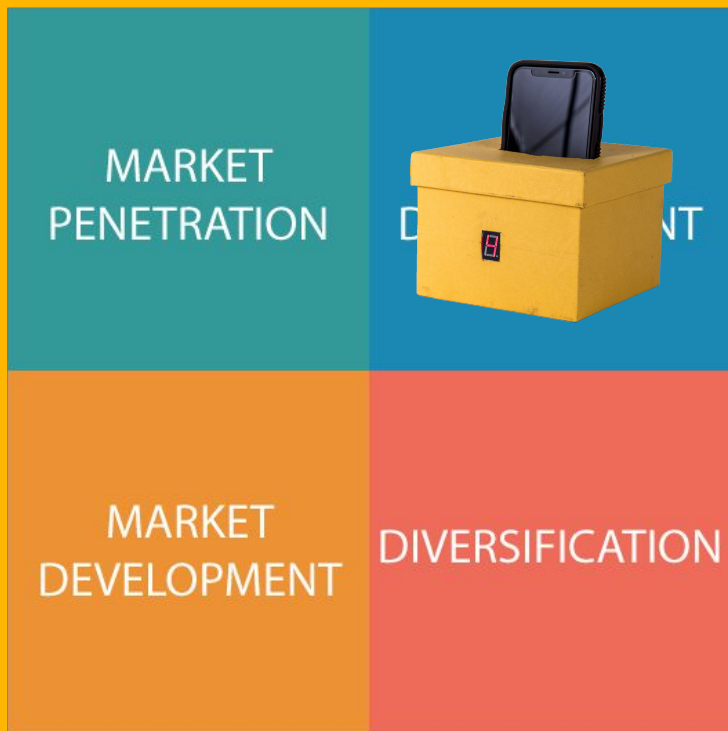 MARKET
PENETRATION
MARKET
DEVELOPMENT
DIVERSIFICATION